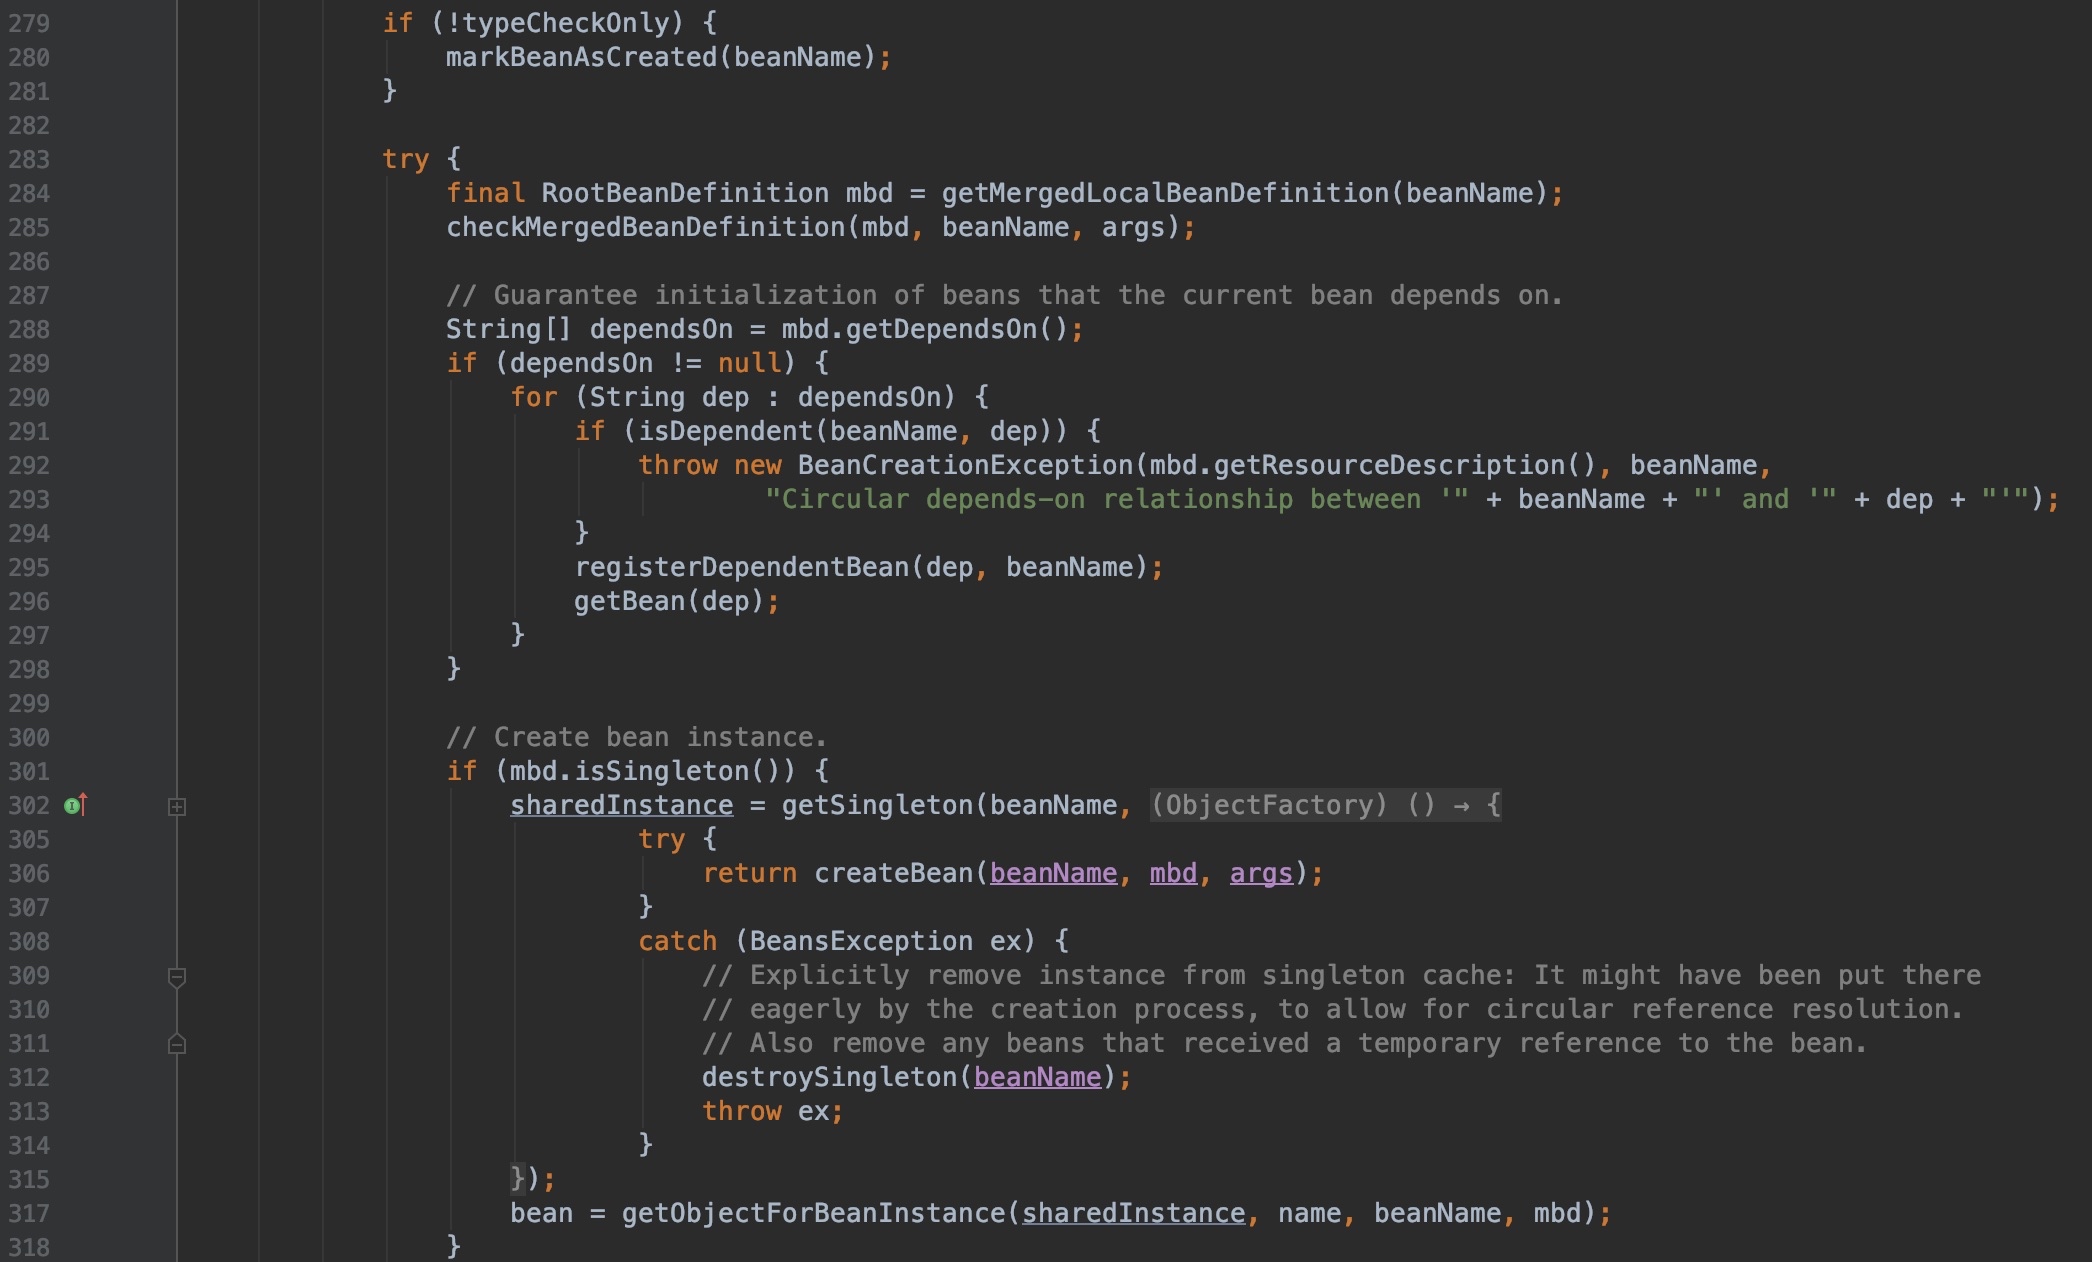 279 if (!typeCheckOnly) {
280 markBeanAsCreated(beanName);
281 }
282
283 try {
284 final RootBeanDefinition mbd = getMergedLocalBeanDefinition(beanName);
285 checkMergedBeanDefinition(mbd, beanName, args);
286
287 // Guarantee initialization of beans that the current bean depends on.
288 String[] dependsOn = mbd.getDependsOn();
289 if (dependsOn != null) {
290 for (String dep : dependsOn) {
291 if (isDependent(beanName, dep)) {
292 throw new BeanCreationException(mbd.getResourceDescription(), beanName,
293 "Circular depends-on relationship between '" + beanName + "' and '" + dep + "'");
294 }
295 registerDependentBean(dep, beanName);
296 getBean(dep);
297 }
298 }
299
300 // Create bean instance.
301 if (mbd.isSingleton()) {
302 sharedInstance = getSingleton(beanName, (ObjectFactory) () → {
305 try {
306 return createBean(beanName, mbd, args);
307 }
308 catch (BeansException ex) {
309 // Explicitly remove instance from singleton cache: It might have been put there
310 // eagerly by the creation process, to allow for circular reference resolution.
311 // Also remove any beans that received a temporary reference to the bean.
312 destroySingleton(beanName);
313 throw ex;
314 }
315 });
317 bean = getObjectForBeanInstance(sharedInstance, name, beanName, mbd);
318 }